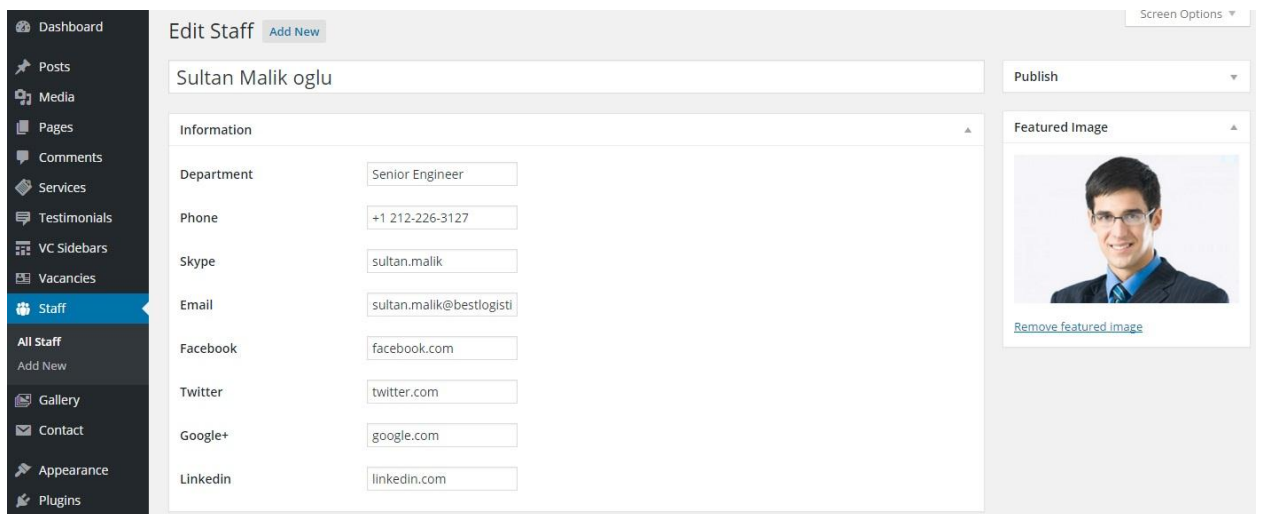 Dashboard
Posts
Media
Pages
Comments
Services
Testimonials
VC Sidebars
Vacancies
Staff
All Staff
Add New
Gallery
Contact
Appearance
Plugins
Screen Options
Edit Staff Add New
Sultan Malik oglu
Information
Department Senior Engineer
Phone +1 212-226-3127
Skype sultan.malik
Email sultan.malik@bestlogisti
Facebook facebook.com
Twitter twitter.com
Google+ google.com
Linkedin linkedin.com
Publish
Featured Image
Remove featured image